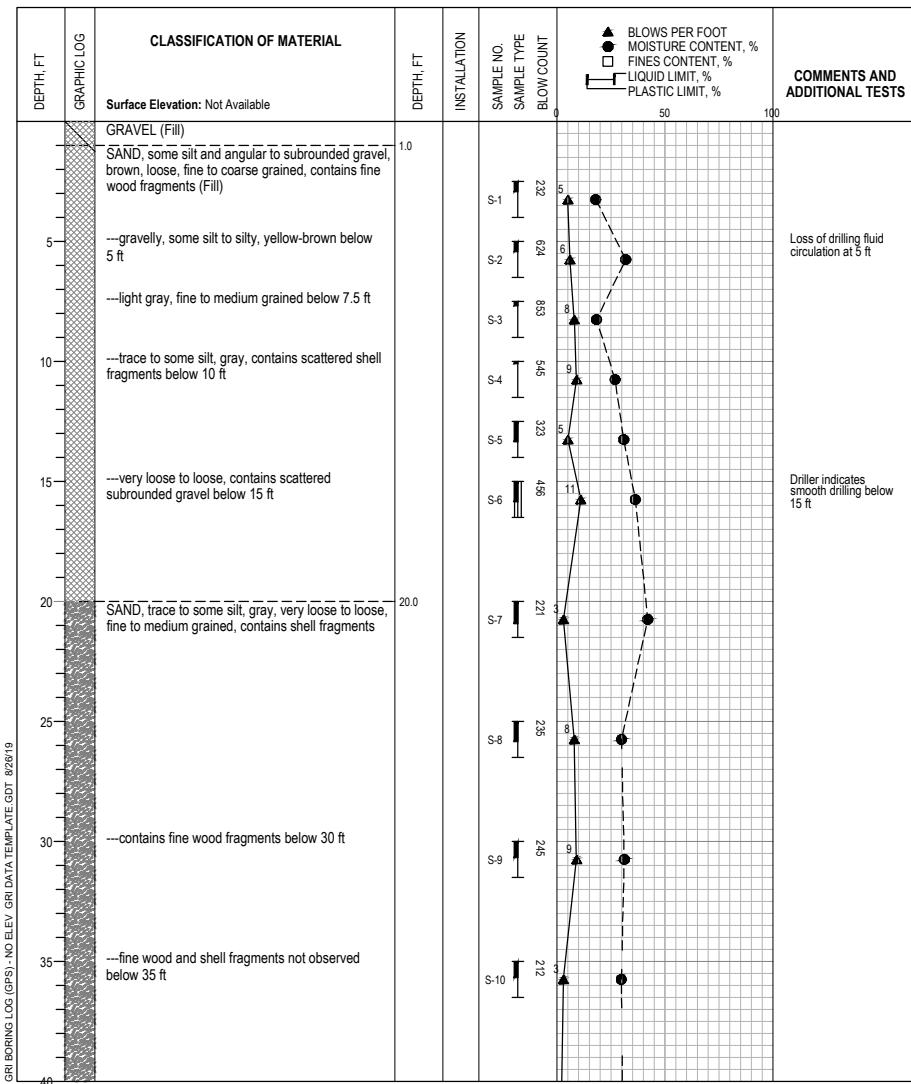 DEPTH, FT
GRAPHIC LOG
CLASSIFICATION OF MATERIAL
Surface Elevation: Not Available
DEPTH, FT
INSTALLATION
SAMPLE NO.
SAMPLE TYPE
BLOW COUNT
BLOWS PER FOOT
MOISTURE CONTENT, %
FINES CONTENT, %
LIQUID LIMIT, %
PLASTIC LIMIT, %
0 50 100
COMMENTS AND
ADDITIONAL TESTS
GRAVEL (Fill)
1.0
SAND, some silt and angular to subrounded gravel,
brown, loose, fine to coarse grained, contains fine
wood fragments (Fill)
S-1 232 5
5
---gravelly, some silt to silty, yellow-brown below
5 ft
S-2 624 6
Loss of drilling fluid
circulation at 5 ft
---light gray, fine to medium grained below 7.5 ft
S-3 853 8
10
---trace to some silt, gray, contains scattered shell
fragments below 10 ft
S-4 545 9
S-5 323 5
15
---very loose to loose, contains scattered
subrounded gravel below 15 ft
S-6 456 11
Driller indicates
smooth drilling below
15 ft
20
20.0
SAND, trace to some silt, gray, very loose to loose,
fine to medium grained, contains shell fragments
S-7 221 3
25
S-8 235 8
30
---contains fine wood fragments below 30 ft
S-9 245 9
35
---fine wood and shell fragments not observed
below 35 ft
S-10 212 3
40
GRI BORING LOG (GPS) - NO ELEV GRI DATA TEMPLATE.GDT 8/26/19